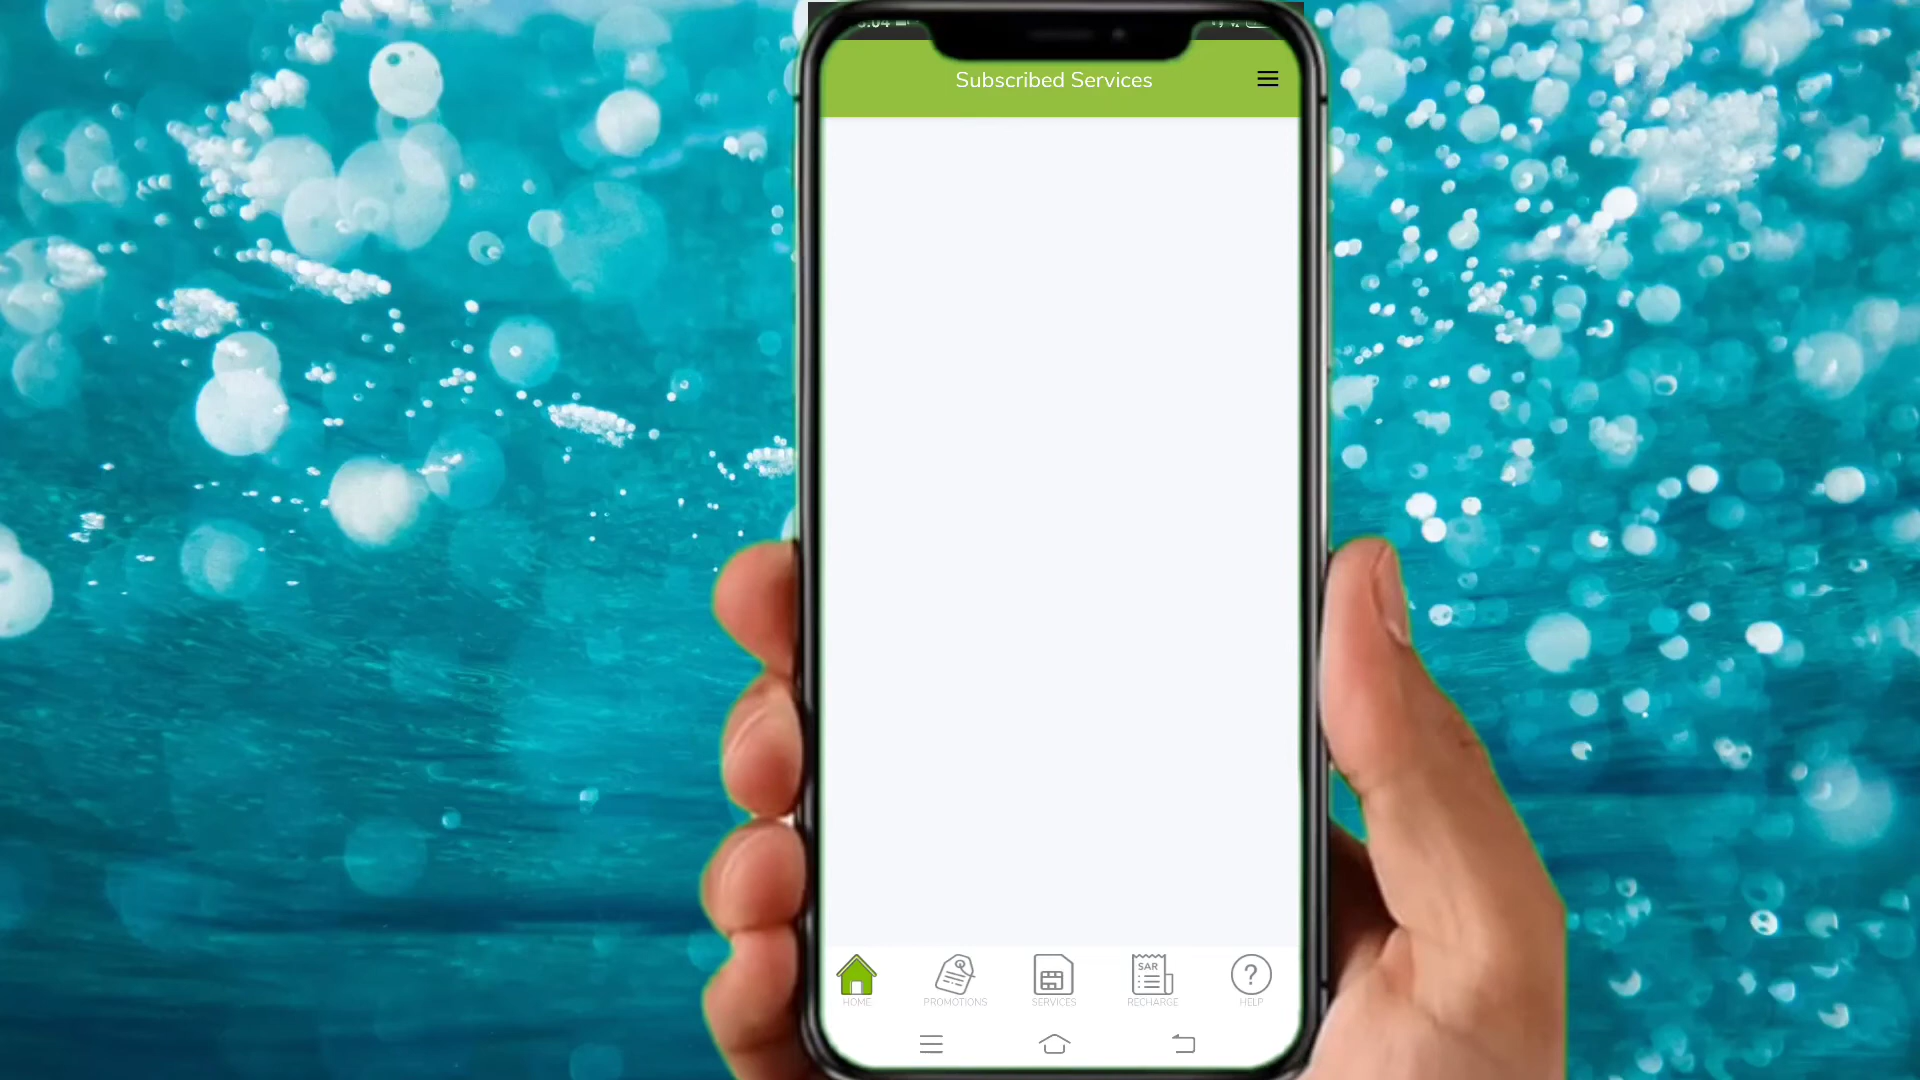 Subscribed Services
SAR
?
HOME
PROMOTIONS
SERVICES
RECHARGE
HELP